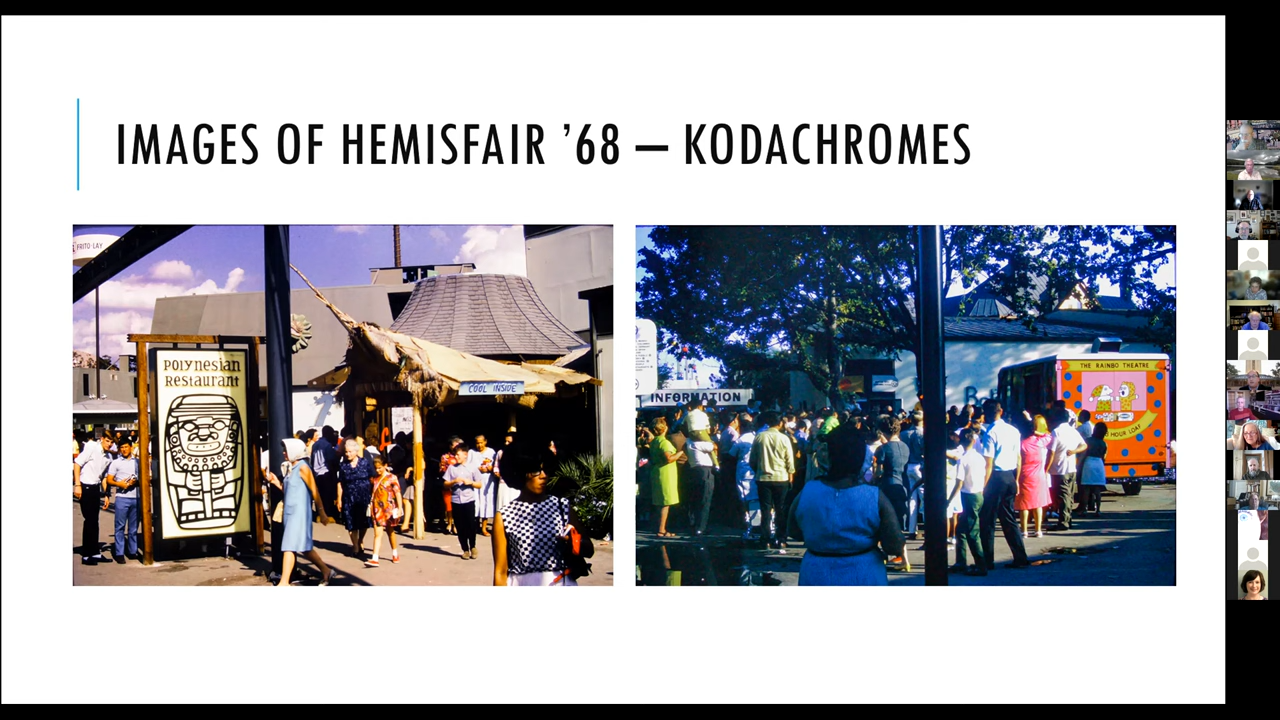 IMAGES OF HEMISFAIR ’68 – KODACHROMES
FRITO LAY
Polynesian
Restaurant
COOL INSIDE
INFORMATION
THE RAINBO THEATRE
HOUR LOAF